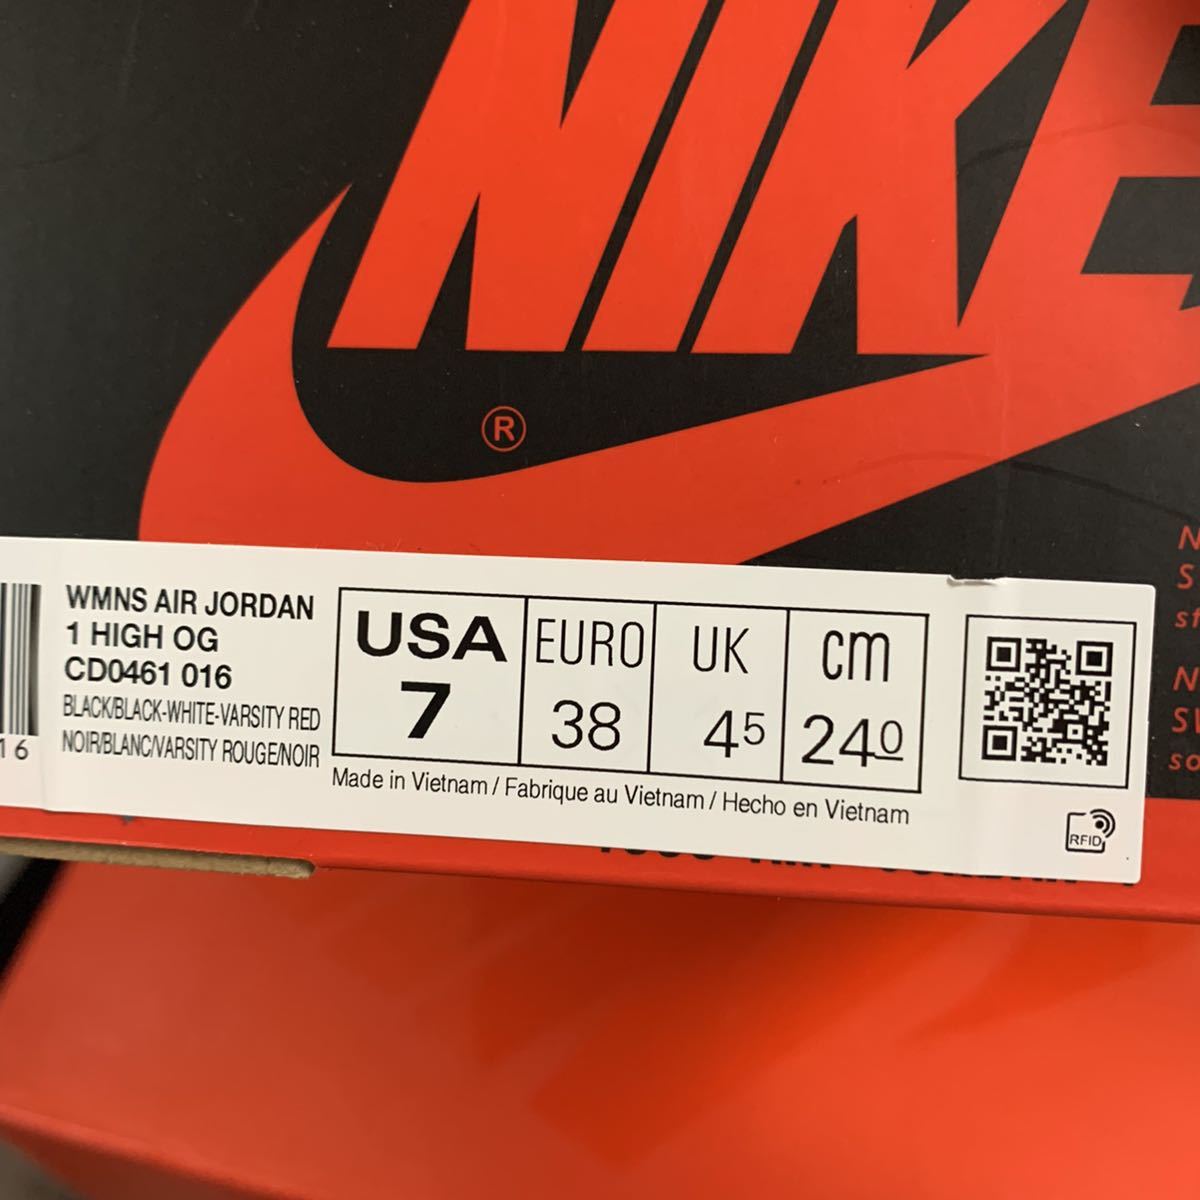 NIKE
®
WMNS AIR JORDAN
1 HIGH OG
CD0461 016
BLACK/BLACK-WHITE-VARSITY RED
NOIR/BLANC/VARSITY ROUGE/NOIR
16
USA
7
EURO
38
UK
45
cm
240
Made in Vietnam / Fabrique au Vietnam / Hecho en Vietnam
RFID